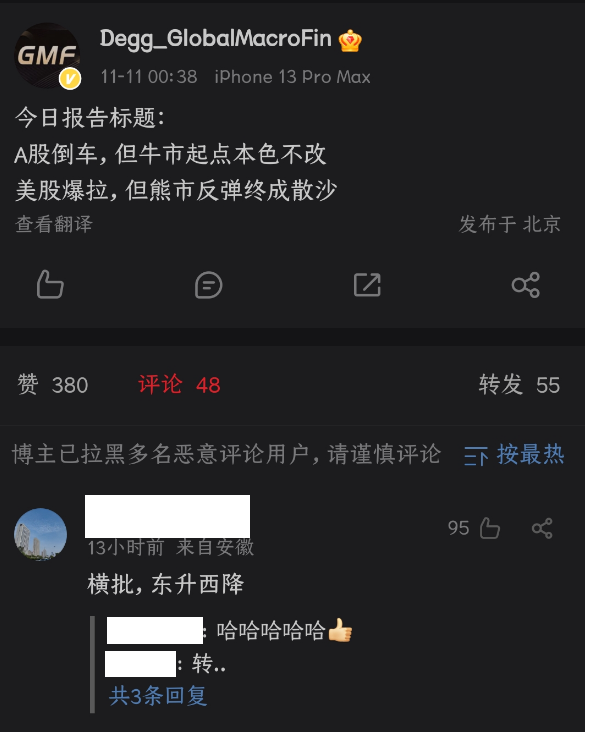 GMF
Degg_GlobalMacroFin
11-11 00:38 iPhone 13 Pro Max
今日报告标题:
A股倒车, 但牛市起点本色不改
美股爆拉, 但熊市反弹终成散沙
查看翻译 发布于 北京
赞 380 评论 48 转发 55
博主已拉黑多名恶意评论用户, 请谨慎评论 按最热
95
13小时前 来自安徽
横批, 东升西降
: 哈哈哈哈哈👍
: 转..
共3条回复